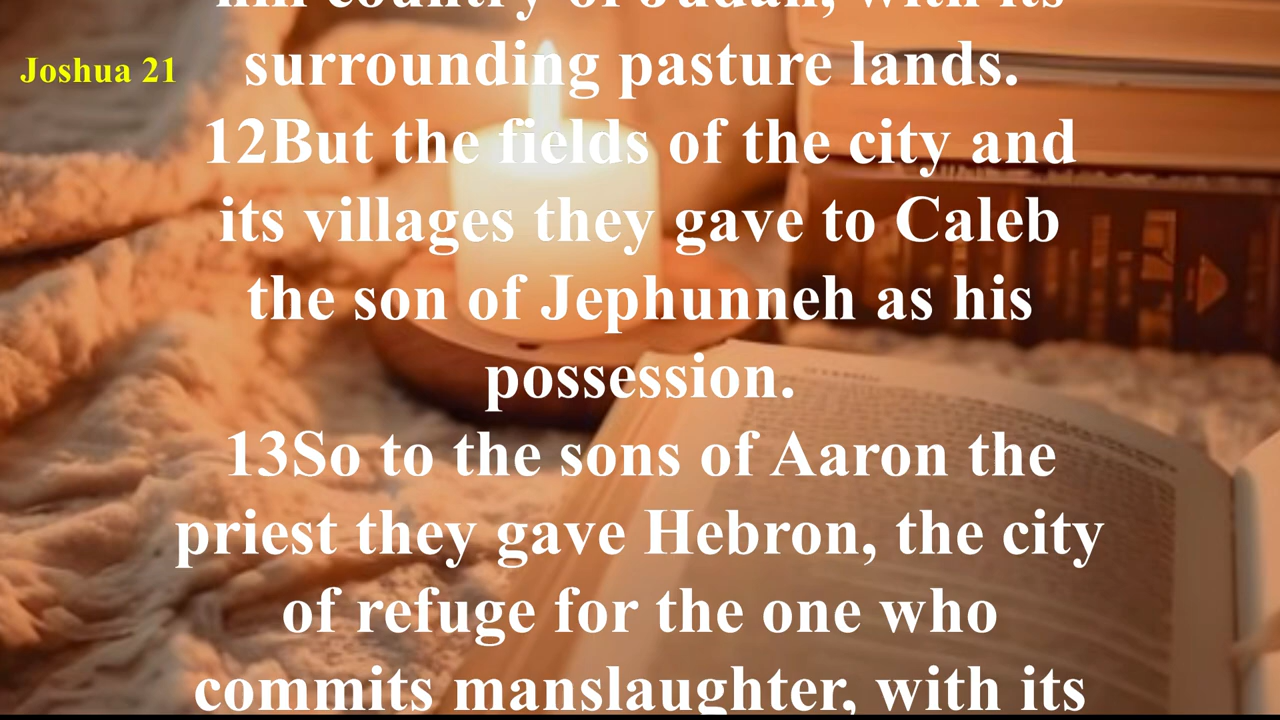 hill country of Judah, with its
Joshua 21
surrounding pasture lands.
12But the fields of the city and
its villages they gave to Caleb
the son of Jephunneh as his
possession.
13So to the sons of Aaron the
priest they gave Hebron, the city
of refuge for the one who
commits manslaughter, with its